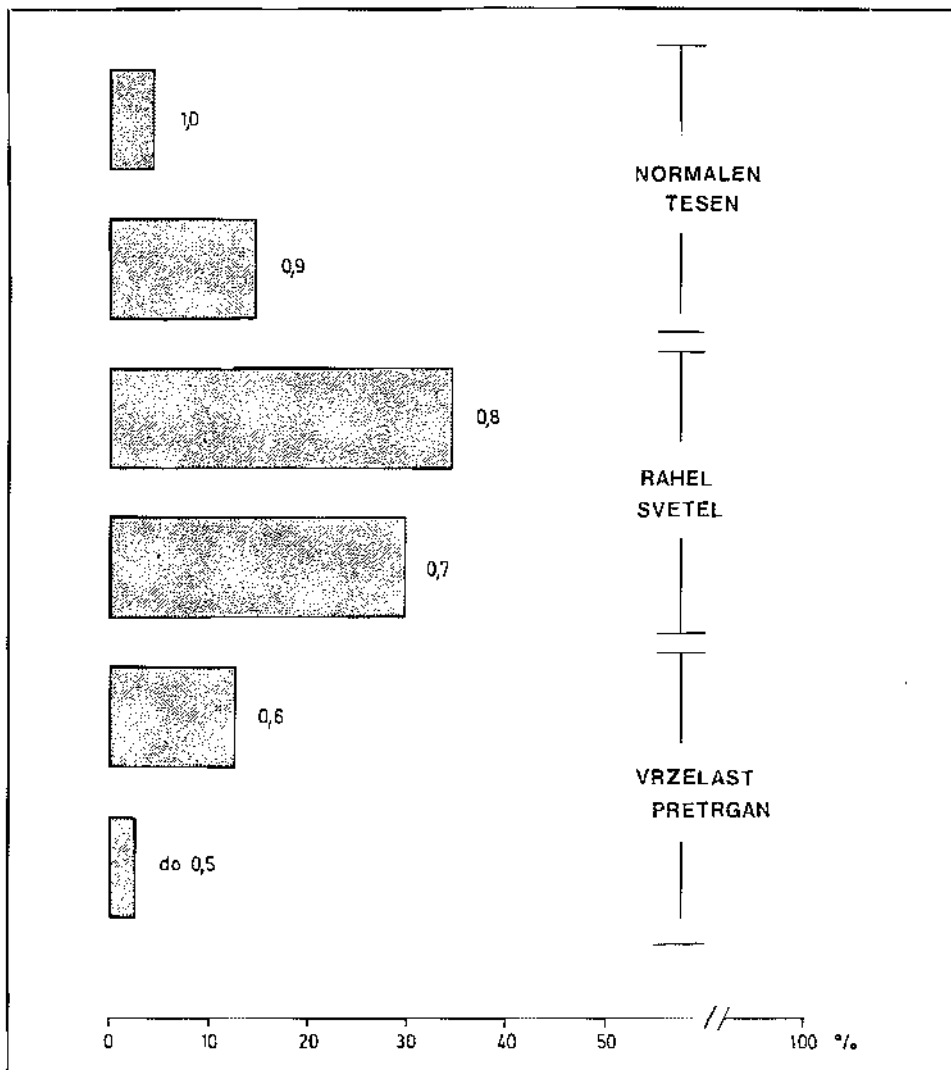 1,0
NORMALEN
TESEN
0,9
0,8
RAHEL
SVETEL
0,7
0,6
VRZELAST
PRETRGAN
do 0,5
0 10 20 30 40 50 100 %